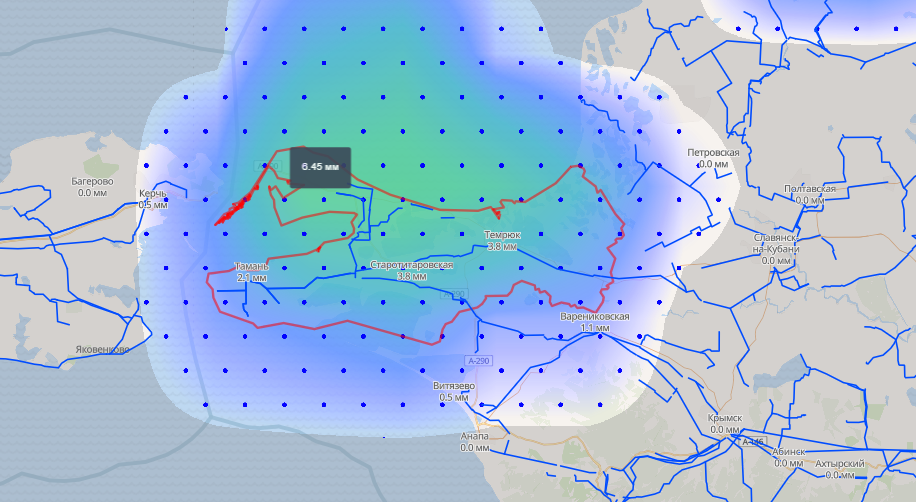 6.45 мм
Петровская
0.0 мм
Багерово
0.0 мм
Керчь
0.5 мм
Полтавская
0.0 мм
Темрюк
3.8 мм
Славянск-
на-Кубани
0.0 мм
Тамань
2.1 мм
Старотитаровская
3.8 мм
A-290
Варениковская
1.1 мм
Яковенково
A-290
Витязево
0.5 мм
Крымск
0.0 мм
Анапа
0.0 мм
A-146
Абинск
0.0 мм
Ахтырский
0.0 мм